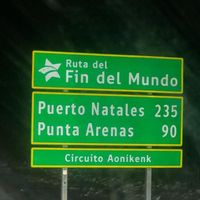 Ruta del
Fin del Mundo
Puerto Natales 235
Punta Arenas 90
Circuito Aonikenk